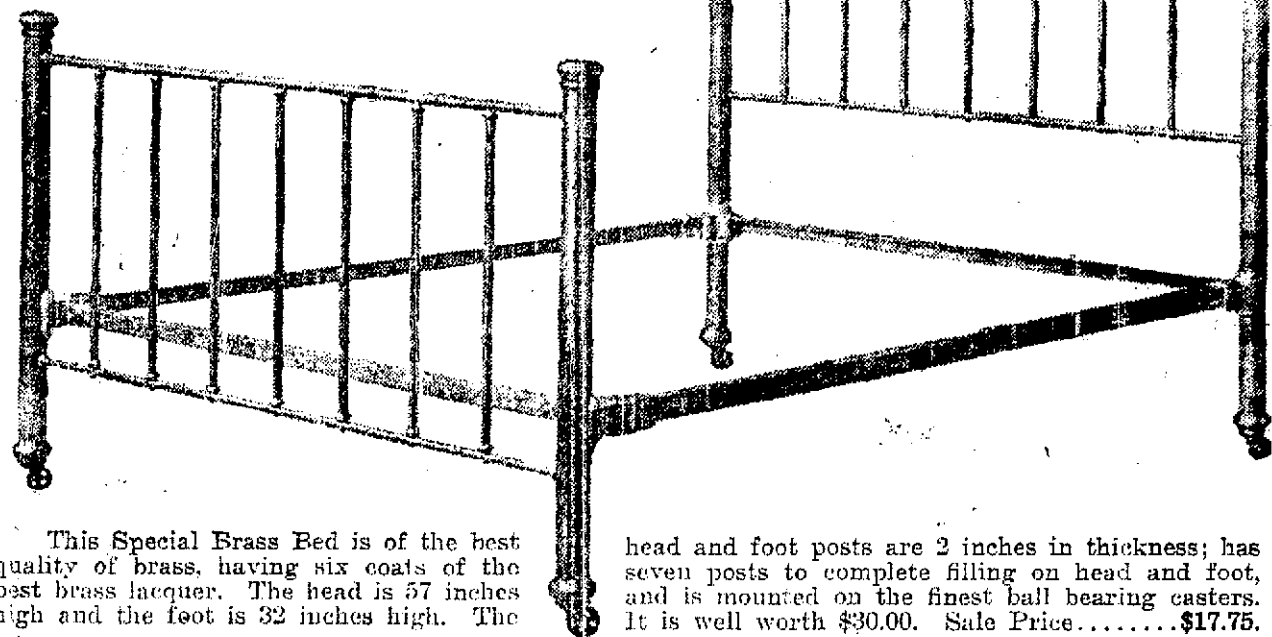 This Special Brass Bed is of the best
quality of brass, having six coats of the
best brass lacquer. The head is 57 inches
high and the foot is 32 inches high. The
head and foot posts are 2 inches in thickness; has
seven posts to complete filling on head and foot,
and is mounted on the finest ball bearing casters.
It is well worth $30.00. Sale Price........$17.75.